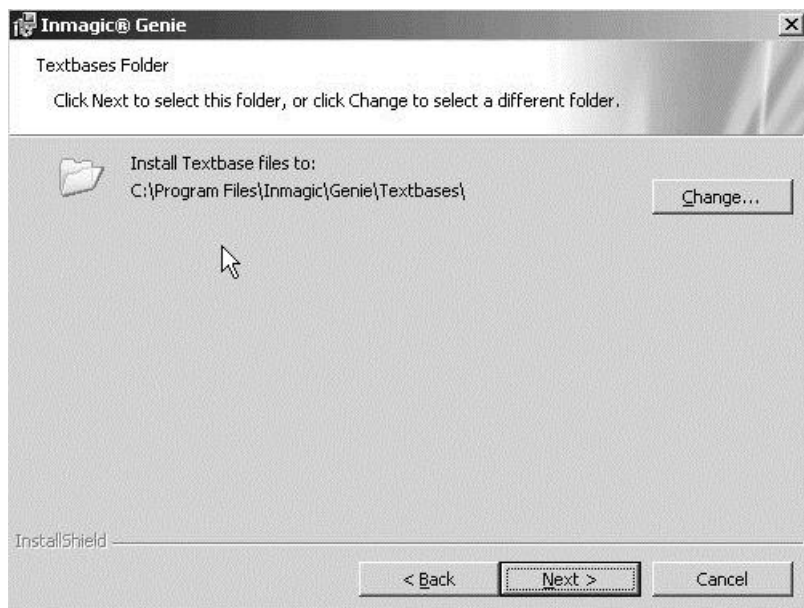 Inmagic® Genie
Textbases Folder
Click Next to select this folder, or click Change to select a different folder.
Install Textbase files to:
C:\Program Files\Inmagic\Genie\Textbases\
Change...
InstallShield
< Back
Next >
Cancel